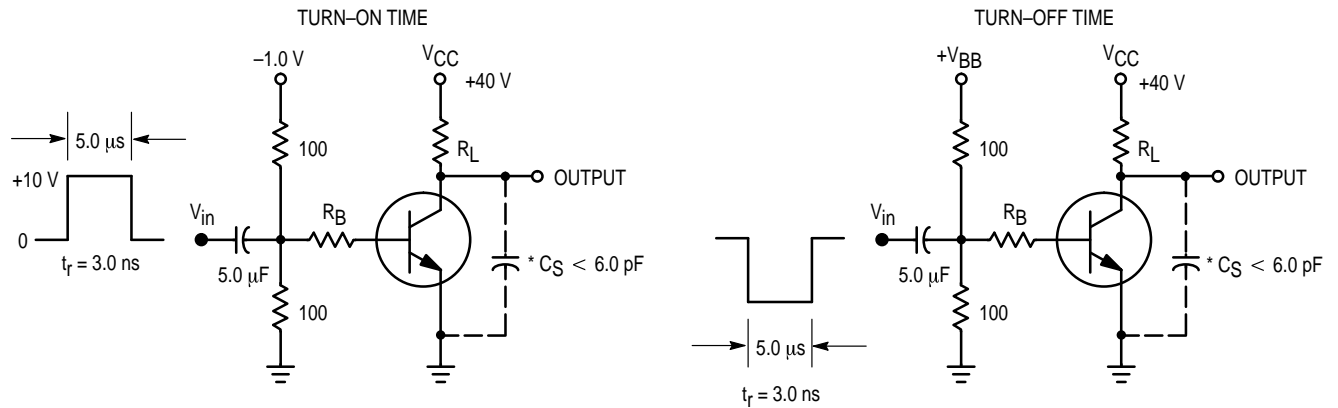 TURN–ON TIME
–1.0 V
VCC
+40 V
5.0 µs
100
RL
+10 V
OUTPUT
Vin
RB
0
tr = 3.0 ns
5.0 µF
* CS < 6.0 pF
100
TURN–OFF TIME
+VBB
VCC
+40 V
100
RL
OUTPUT
Vin
RB
5.0 µF
* CS < 6.0 pF
100
5.0 µs
tr = 3.0 ns